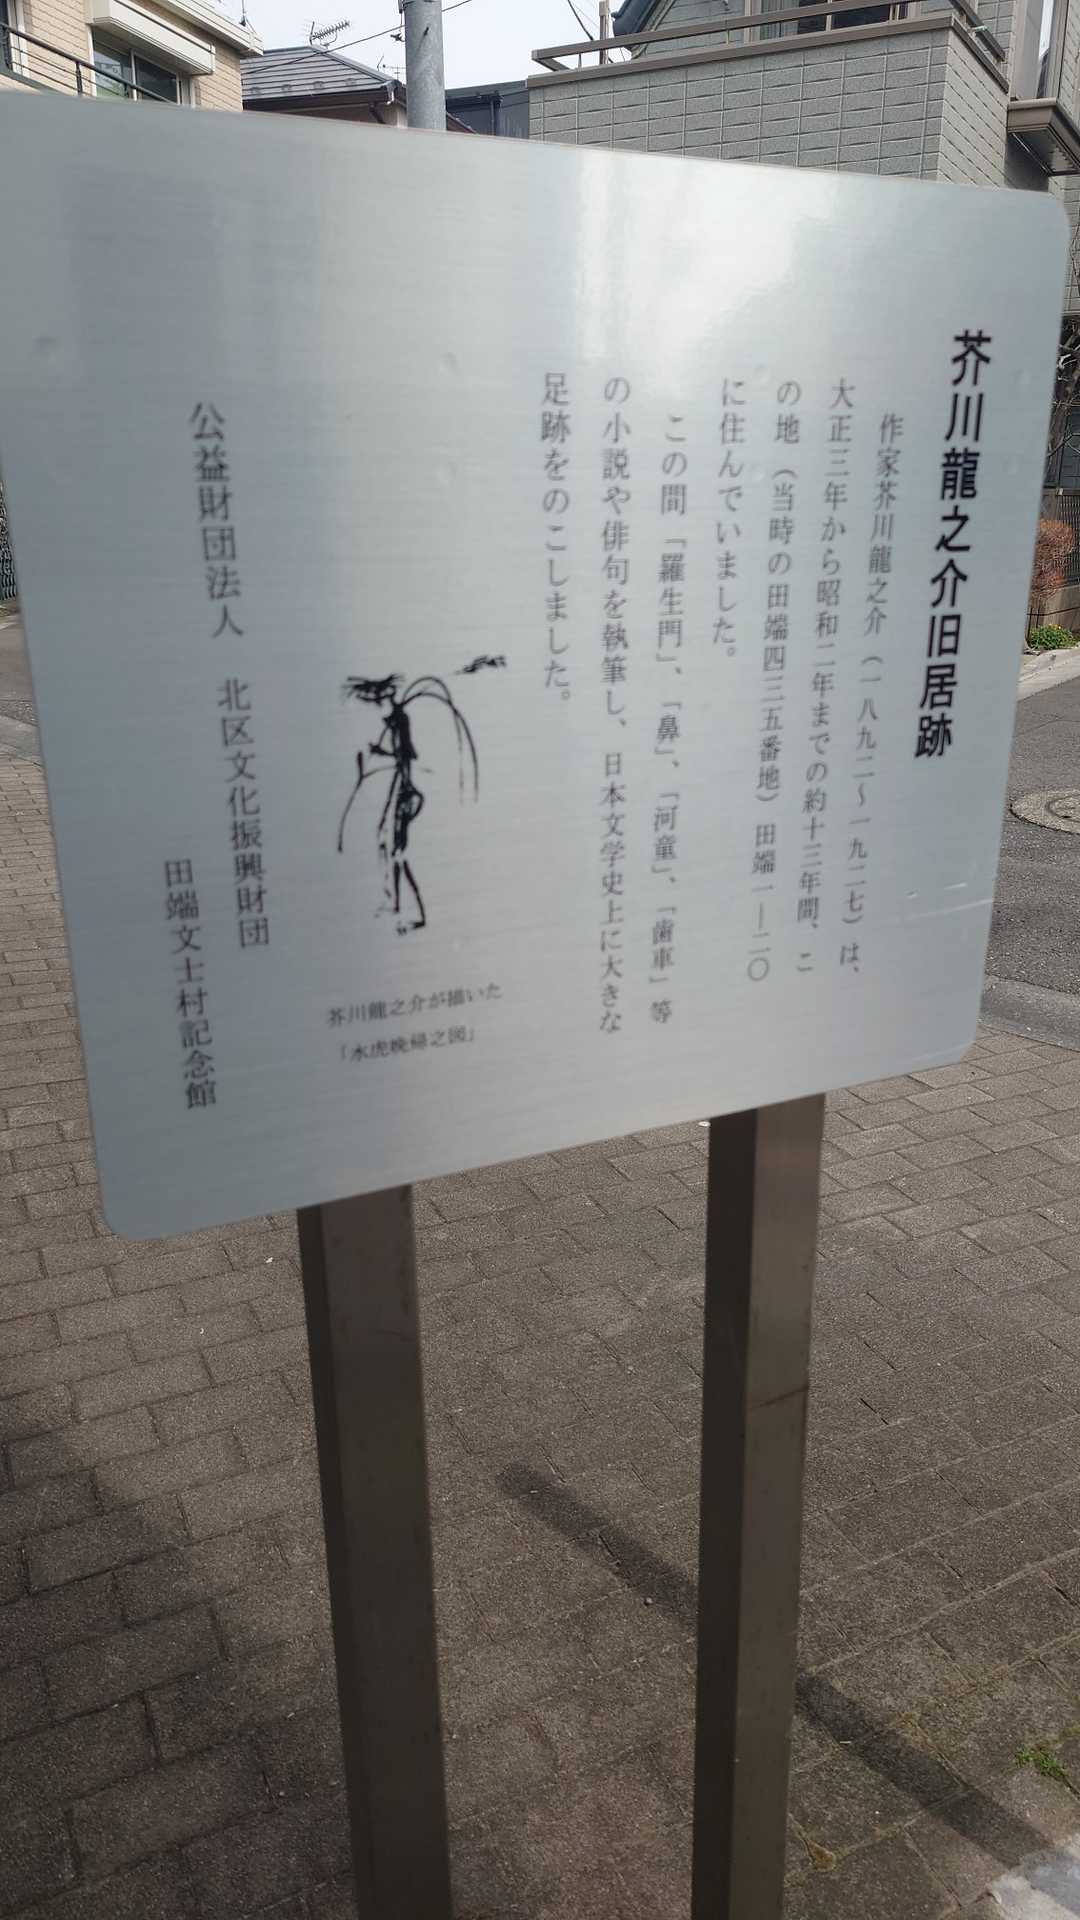 芥川龍之介旧居跡
作家芥川龍之介（一八九二〜一九二七）は、
大正三年から昭和二年までの約十三年間、こ
の地（当時の田端四三五番地）田端一―二〇
に住んでいました。
この間「羅生門」、「鼻」、「河童」、「歯車」等
の小説や俳句を執筆し、日本文学史上に大きな
足跡をのこしました。
芥川龍之介が描いた
「水虎晩帰之図」
公益財団法人　北区文化振興財団
田端文士村記念館